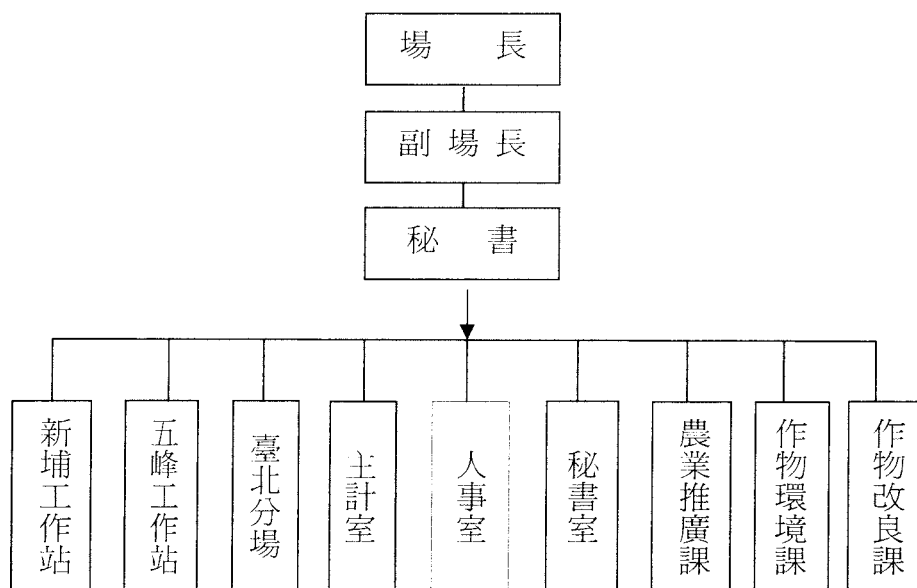 場長
副場長
秘書
新埔工作站
五峰工作站
臺北分場
主計室
人事室
秘書室
農業推廣課
作物環境課
作物改良課